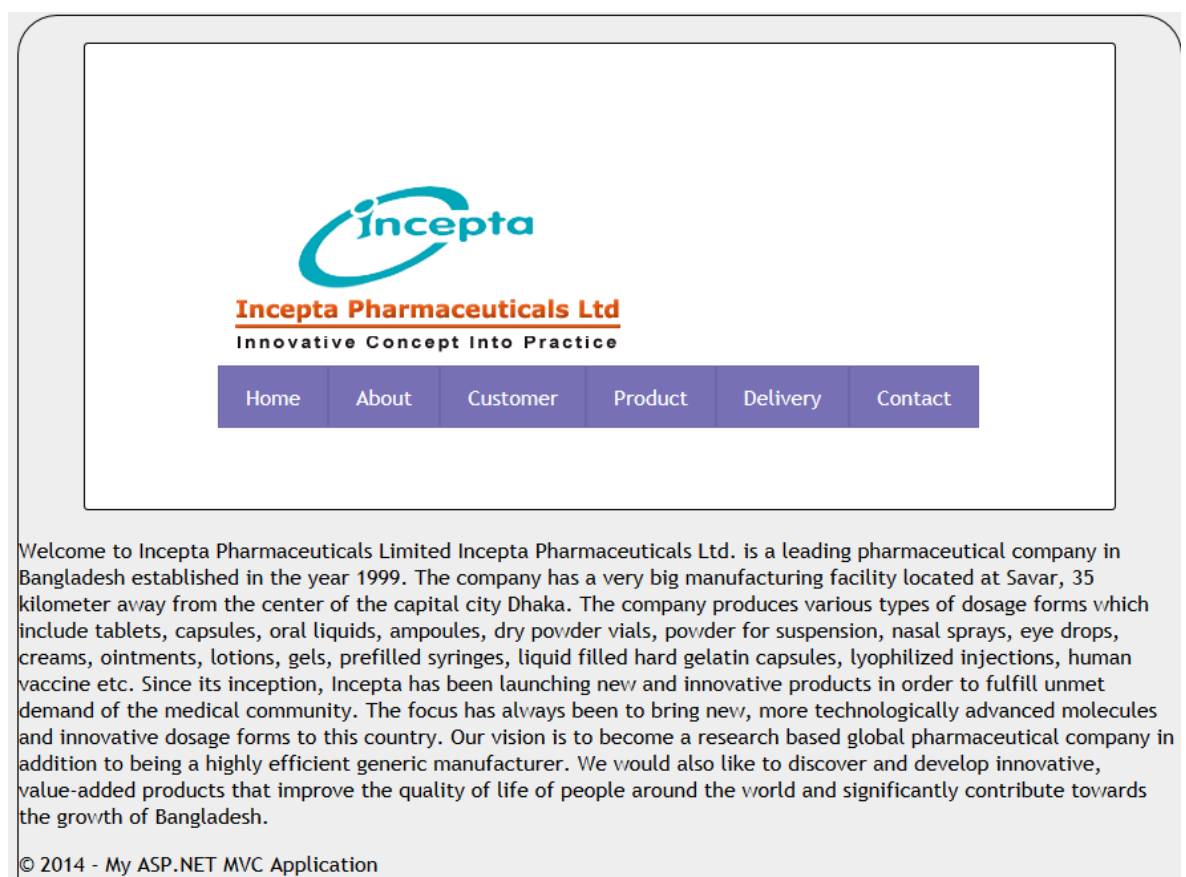 incepta
Incepta Pharmaceuticals Ltd
Innovative Concept Into Practice
Home About Customer Product Delivery Contact
Welcome to Incepta Pharmaceuticals Limited Incepta Pharmaceuticals Ltd. is a leading pharmaceutical company in
Bangladesh established in the year 1999. The company has a very big manufacturing facility located at Savar, 35
kilometer away from the center of the capital city Dhaka. The company produces various types of dosage forms which
include tablets, capsules, oral liquids, ampoules, dry powder vials, powder for suspension, nasal sprays, eye drops,
creams, ointments, lotions, gels, prefilled syringes, liquid filled hard gelatin capsules, lyophilized injections, human
vaccine etc. Since its inception, Incepta has been launching new and innovative products in order to fulfill unmet
demand of the medical community. The focus has always been to bring new, more technologically advanced molecules
and innovative dosage forms to this country. Our vision is to become a research based global pharmaceutical company in
addition to being a highly efficient generic manufacturer. We would also like to discover and develop innovative,
value-added products that improve the quality of life of people around the world and significantly contribute towards
the growth of Bangladesh.
© 2014 - My ASP.NET MVC Application